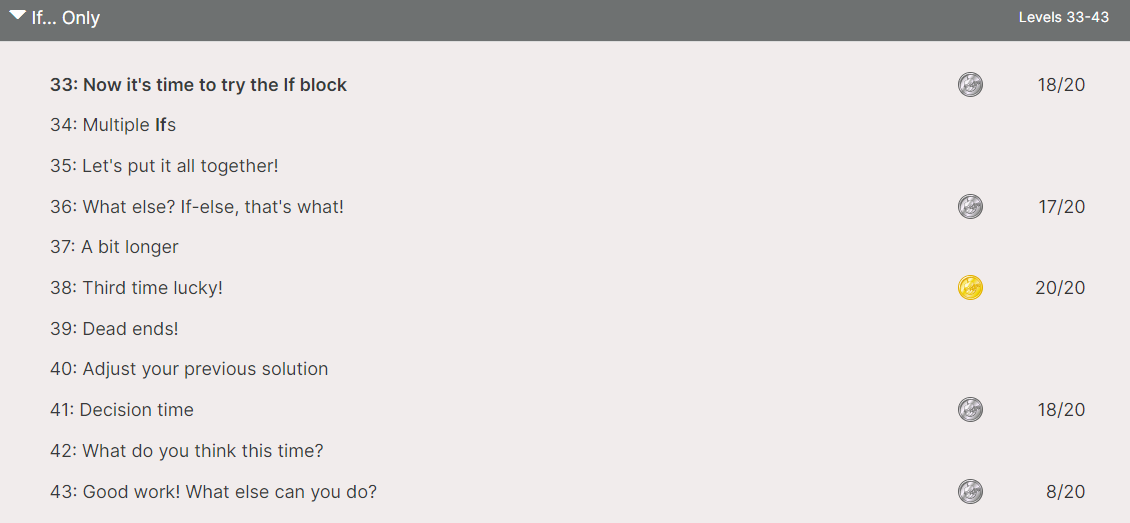 If... Only Levels 33-43
33: Now it's time to try the If block 18/20
34: Multiple Ifs
35: Let's put it all together!
36: What else? If-else, that's what! 17/20
37: A bit longer
38: Third time lucky! 20/20
39: Dead ends!
40: Adjust your previous solution
41: Decision time 18/20
42: What do you think this time?
43: Good work! What else can you do? 8/20